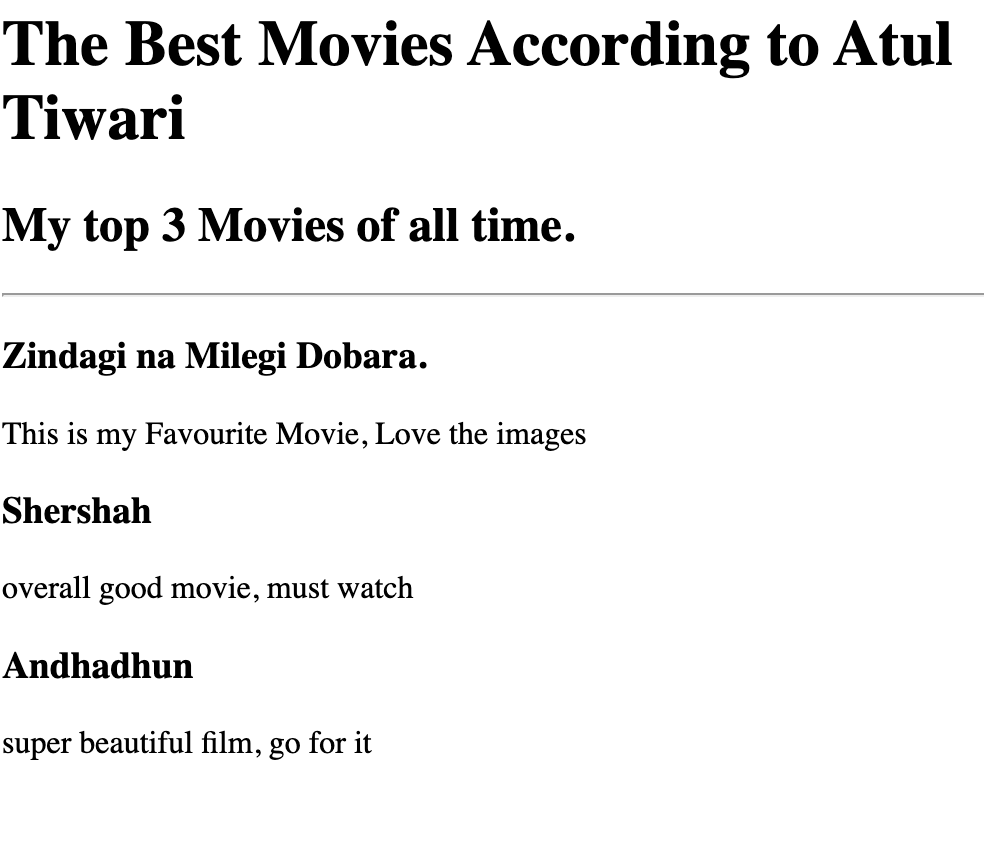 The Best Movies According to Atul
Tiwari
My top 3 Movies of all time.
Zindagi na Milegi Dobara.
This is my Favourite Movie, Love the images
Shershah
overall good movie, must watch
Andhadhun
super beautiful film, go for it